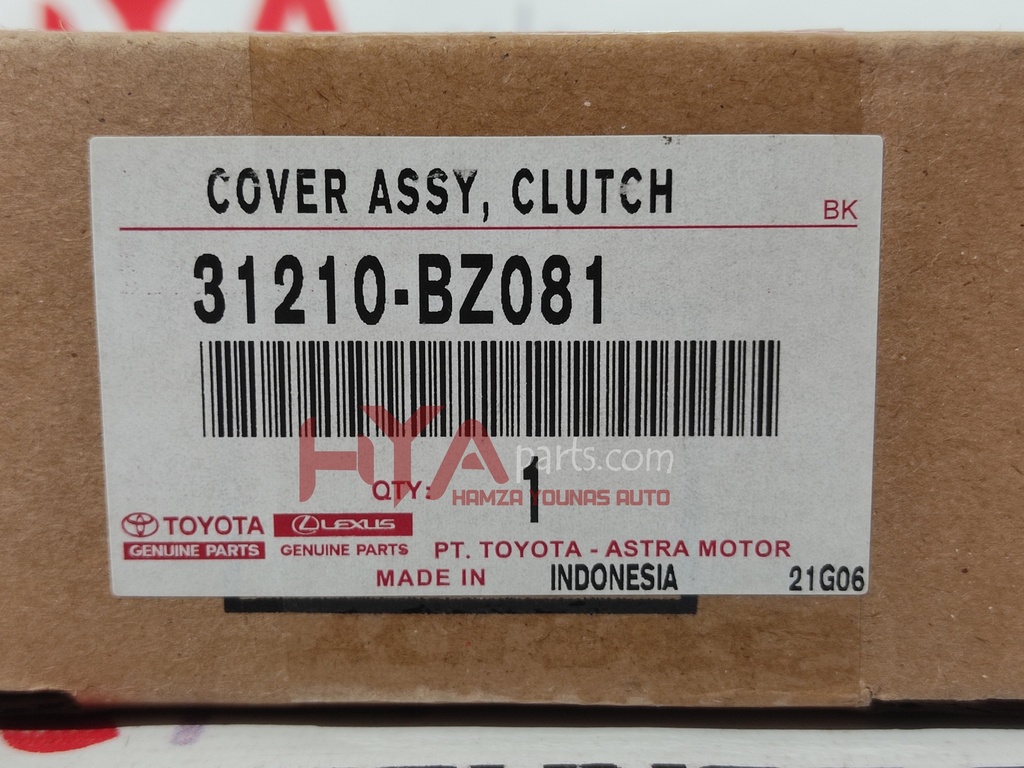 COVER ASSY, CLUTCH
BK
31210-BZ081
HYAparts.com
QTY: 1
HAMZA YOUNAS AUTO
TOYOTA LEXUS
GENUINE PARTS GENUINE PARTS PT. TOYOTA - ASTRA MOTOR
MADE IN INDONESIA 21G06